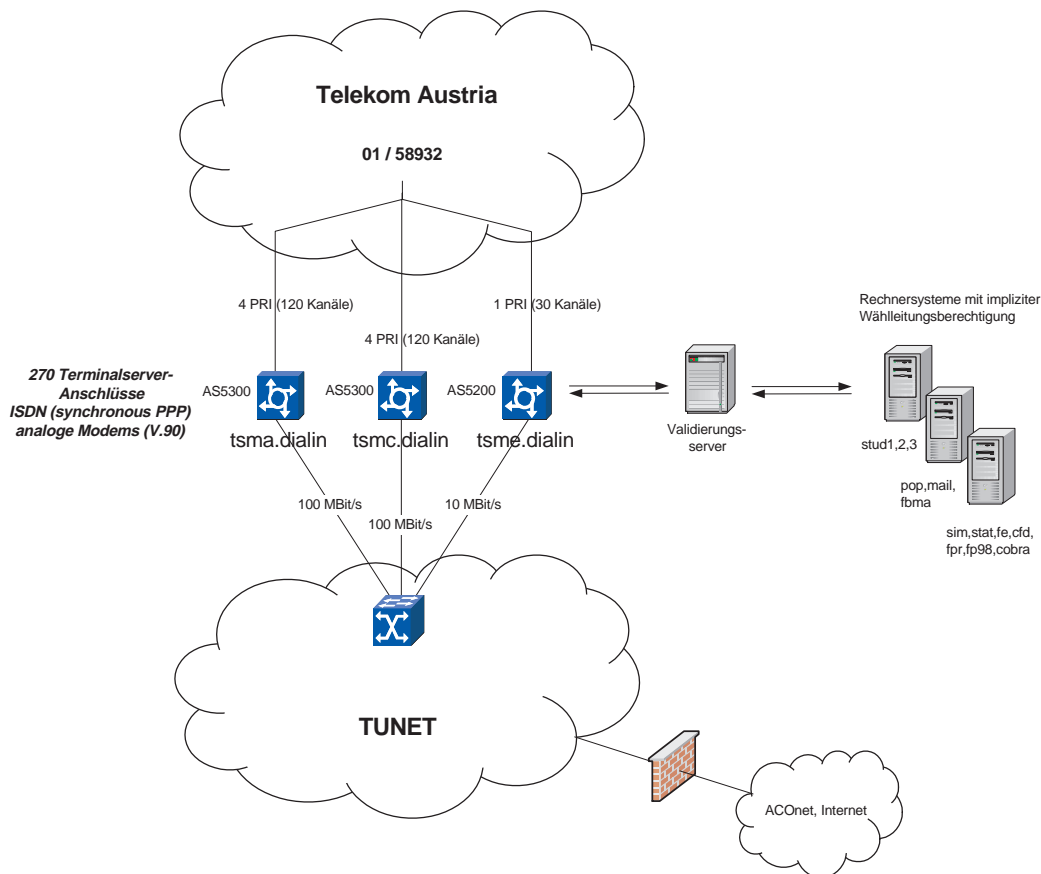 Telekom Austria
01 / 58932
4 PRI (120 Kanäle)
1 PRI (30 Kanäle)
4 PRI (120 Kanäle)
Rechnersysteme mit impliziter
Wählleitungsberechtigung
270 Terminalserver-
Anschlüsse
ISDN (synchronous PPP)
analoge Modems (V.90)
AS5300
AS5300
AS5200
tsma.dialin
tsmc.dialin
tsme.dialin
Validierungs-
server
stud1,2,3
pop,mail,
fbma
sim,stat,fe,cfd,
fpr,fp98,cobra
100 MBit/s
100 MBit/s
10 MBit/s
TUNET
ACOnet, Internet